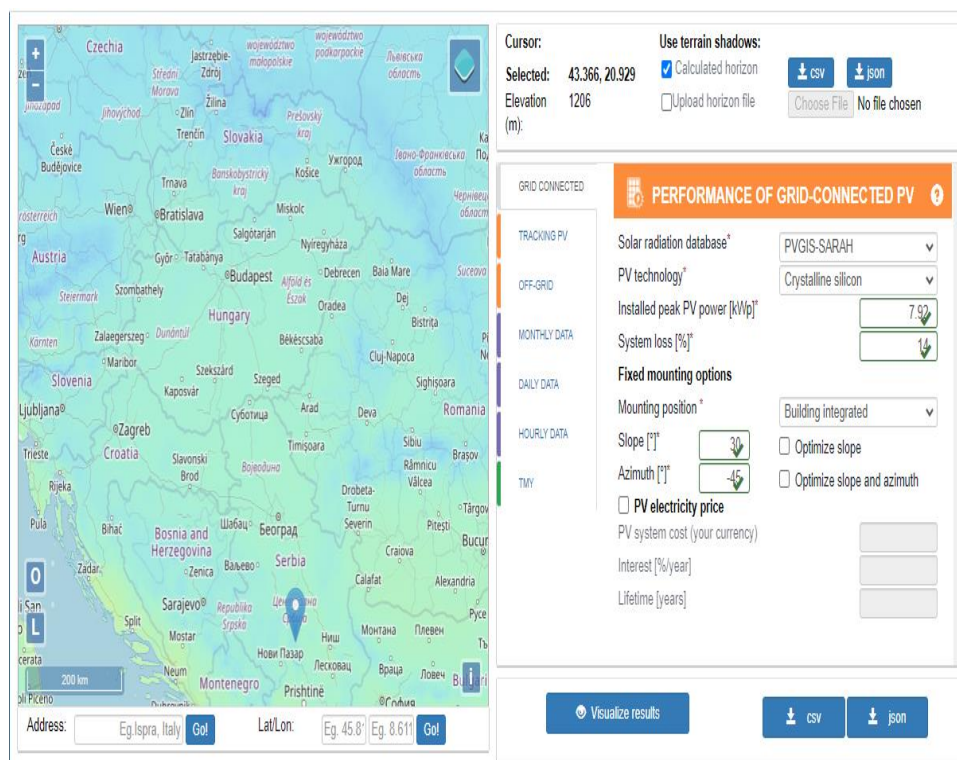 +
-
Czechia
Jastrzębie-
Zdrój
województwo
małopolskie
województwo
podkarpackie
Львівська
область
Jihozápad
Střední
Morava
Jihovýchod
Zlín
Žilina
Prešovský
kraj
Trenčín
Slovakia
České
Budějovice
Banskobystrický
kraj
Košice
Ужгород
Івано-Франківська
область
Trnava
Wien
Bratislava
Miskolc
Salgótarján
Nyíregyháza
Austria
Győr
Tatabánya
Budapest
Debrecen
Baia Mare
Suceava
Steiermark
Szombathely
Alföld és
Észak
Oradea
Dej
Hungary
Bistrița
Kärnten
Zalaegerszeg
Dunántúl
Békéscsaba
Maribor
Cluj-Napoca
Slovenia
Szekszárd
Szeged
Sighișoara
Kaposvár
Ljubljana
Суботица
Arad
Deva
Romania
Zagreb
Trieste
Croatia
Slavonski
Brod
Timișoara
Sibiu
Brașov
Војводина
Râmnicu
Vâlcea
Rijeka
Drobeta-
Turnu
Severin
Târgov
Pula
Bihać
Bosnia and
Herzegovina
Шабац
Београд
Pitești
Bucur
Craiova
Zadar
Zenica
Ваљево
Serbia
Calafat
Alexandria
O
Sarajevo
Republika
Srpska
L
Split
Mostar
Ниш
Монтана
Плевен
Нови Пазар
Лесковац
Враца
Ловеч
Neum
Montenegro
200 km
Prishtinë
София
i
Address:
Eg.Ispra, Italy
Go!
Lat/Lon:
Eg. 45.81
Eg. 8.611
Go!
Cursor:
Use terrain shadows:
Selected: 43.366, 20.929
Calculated horizon
csv
json
Elevation 1206
(m):
Upload horizon file
Choose File No file chosen
GRID CONNECTED
TRACKING PV
OFF-GRID
MONTHLY DATA
DAILY DATA
HOURLY DATA
TMY
PERFORMANCE OF GRID-CONNECTED PV ?
Solar radiation database* PVGIS-SARAH
PV technology* Crystalline silicon
Installed peak PV power [kWp]* 7.92
System loss [%]* 14
Fixed mounting options
Mounting position * Building integrated
Slope [°]* 30 Optimize slope
Azimuth [°]* -45 Optimize slope and azimuth
PV electricity price
PV system cost (your currency)
Interest [%/year]
Lifetime [years]
Visualize results
csv
json